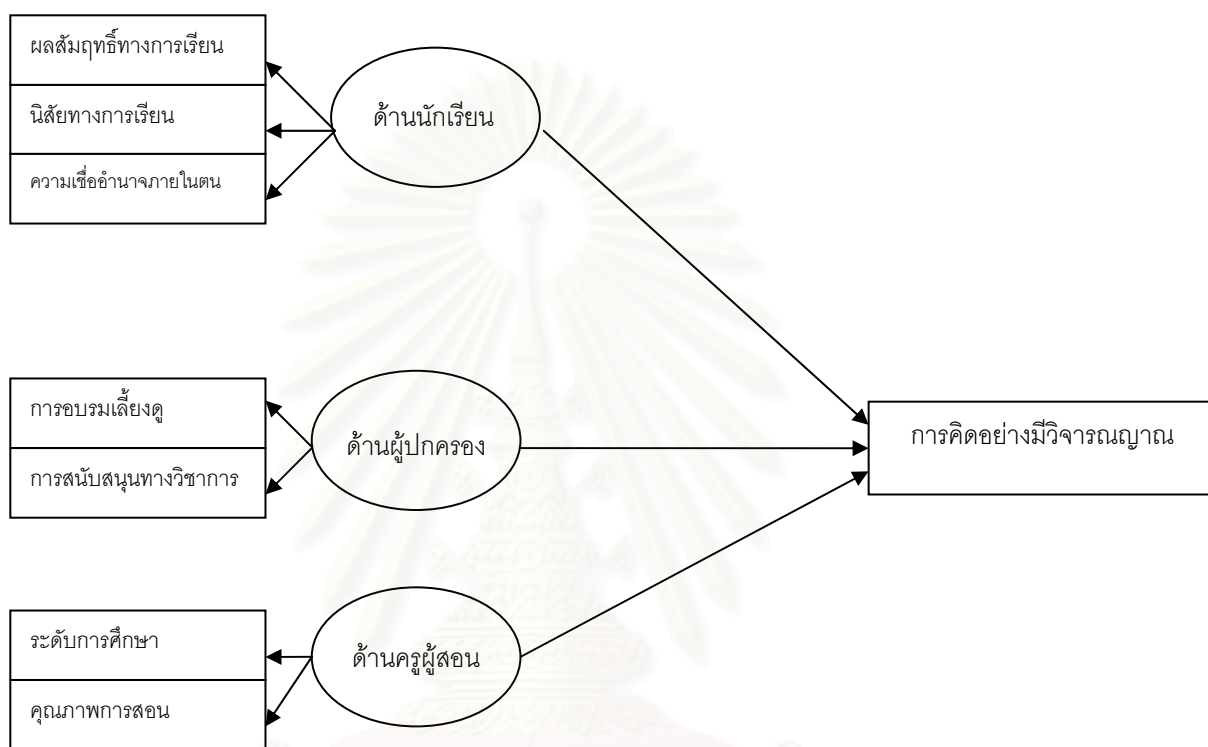 ผลสัมฤทธิ์ทางการเรียน
นิสัยทางการเรียน
ความเชื่ออำนาจภายในตน
ด้านนักเรียน
การอบรมเลี้ยงดู
การสนับสนุนทางวิชาการ
ด้านผู้ปกครอง
การคิดอย่างมีวิจารณญาณ
ระดับการศึกษา
คุณภาพการสอน
ด้านครูผู้สอน